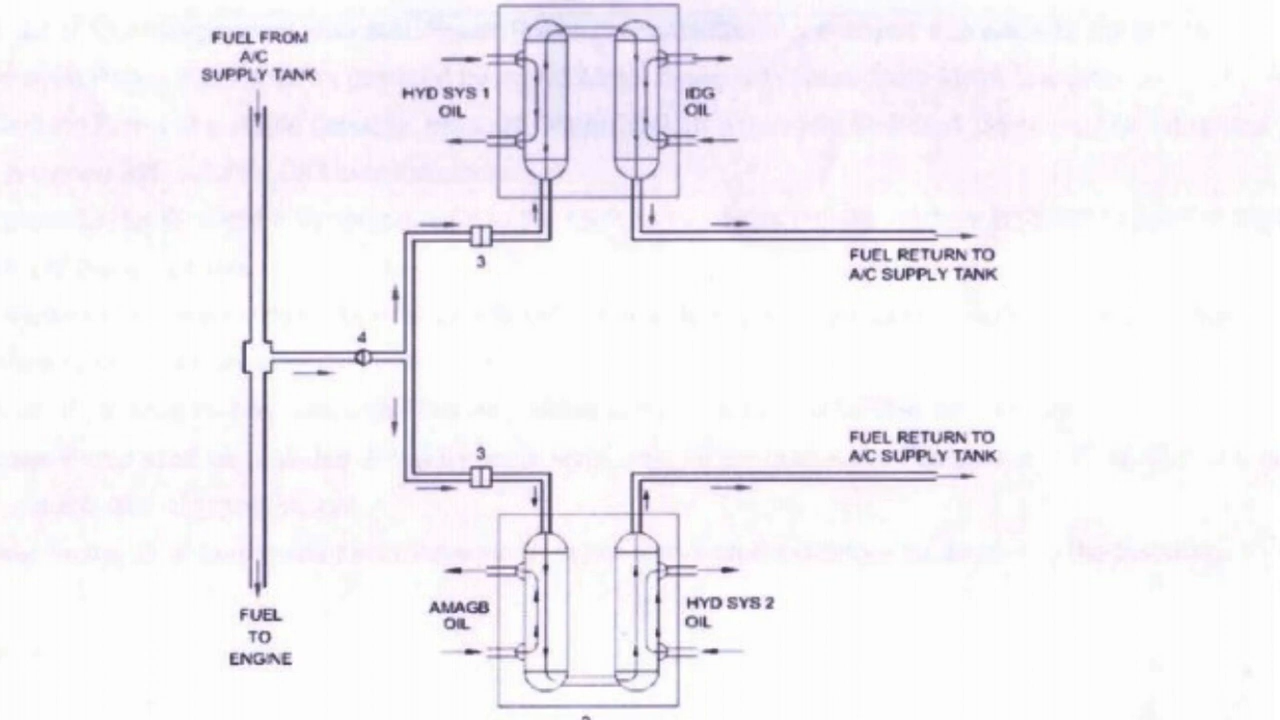 FUEL FROM
A/C
SUPPLY TANK
HYD SYS 1
OIL
IDG
OIL
3
FUEL RETURN TO
A/C SUPPLY TANK
4
3
FUEL RETURN TO
A/C SUPPLY TANK
AMAGB
OIL
HYD SYS 2
OIL
FUEL
TO
ENGINE